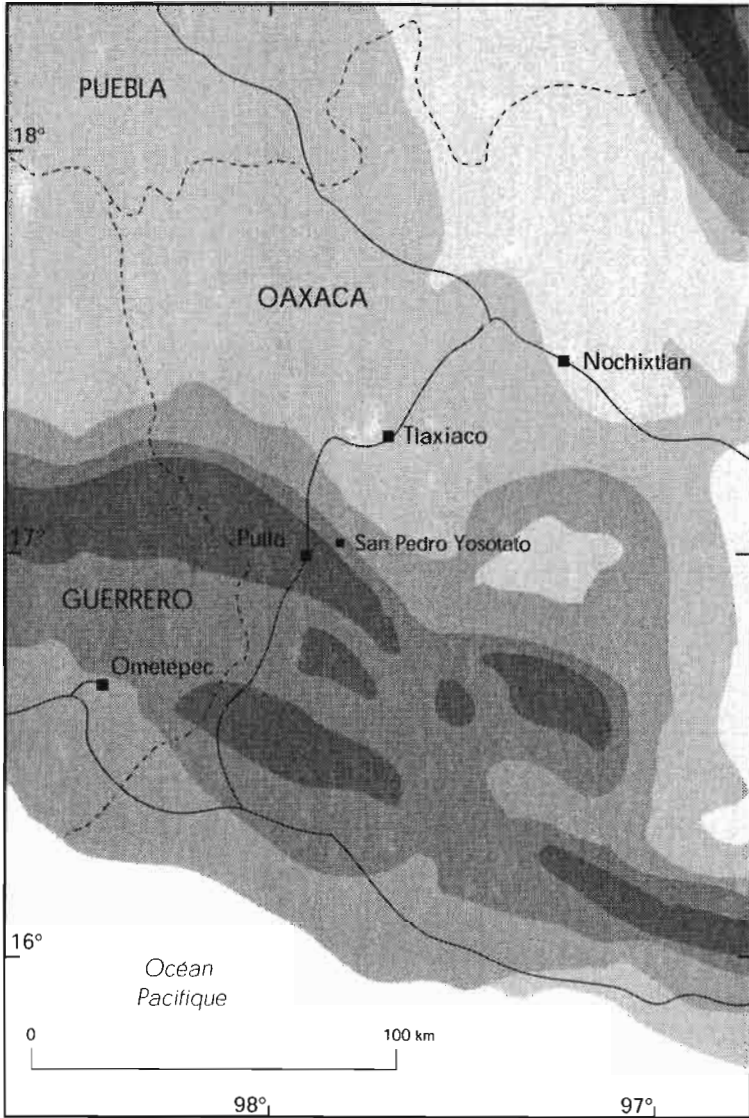 PUEBLA
18°
OAXACA
Nochixtlan
Tlaxiaco
17°
Putla
San Pedro Yosotato
GUERRERO
Ometepec
16°
Océan
Pacifique
0
100 km
98°
97°